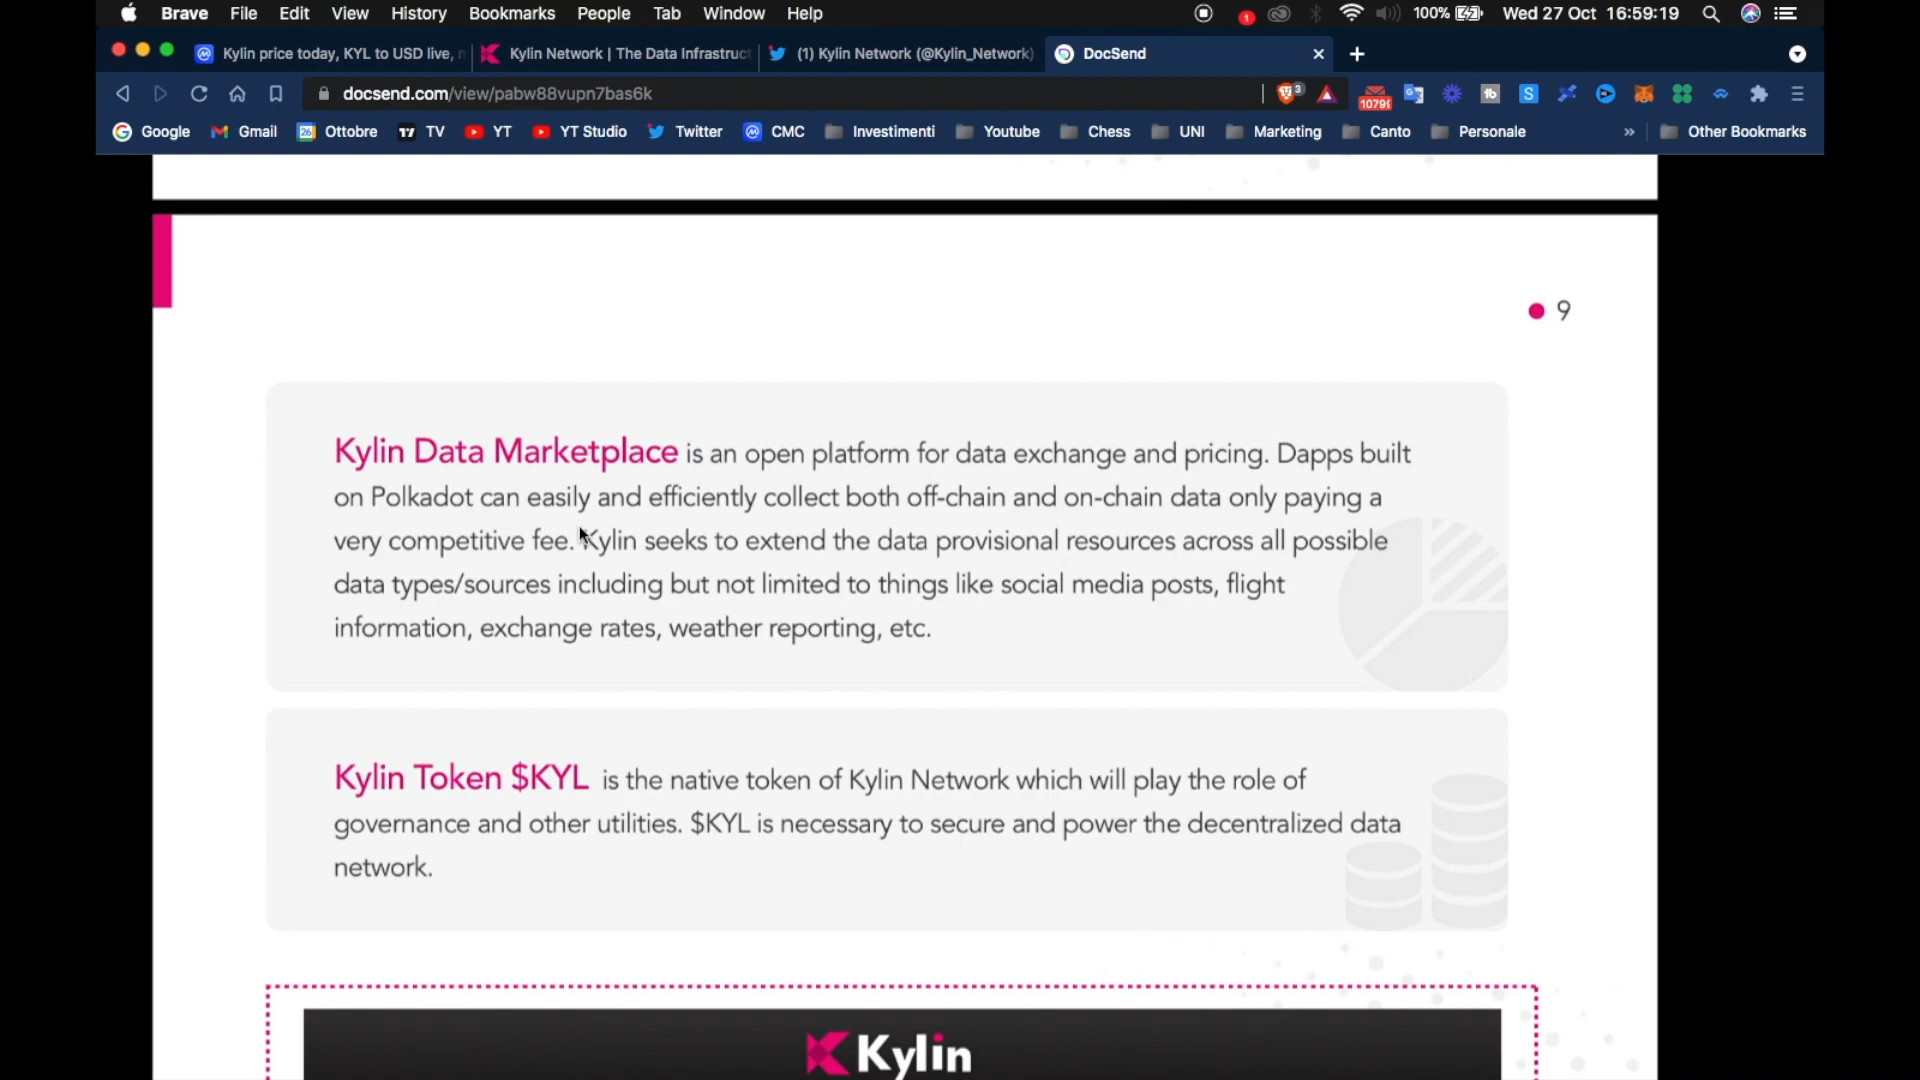 Brave File Edit View History Bookmarks People Tab Window Help 1 100% Wed 27 Oct 16:59:19
Kylin price today, KYL to USD live, Kylin Network | The Data Infrastruct (1) Kylin Network (@Kylin_Network) DocSend
docsend.com/view/pabw88vupn7bas6k 3 1079
Google Gmail 26 Ottobre TV YT YT Studio Twitter CMC Investimenti Youtube Chess UNI Marketing Canto Personale » Other Bookmarks
9
Kylin Data Marketplace is an open platform for data exchange and pricing. Dapps built
on Polkadot can easily and efficiently collect both off-chain and on-chain data only paying a
very competitive fee. Kylin seeks to extend the data provisional resources across all possible
data types/sources including but not limited to things like social media posts, flight
information, exchange rates, weather reporting, etc.
Kylin Token $KYL is the native token of Kylin Network which will play the role of
governance and other utilities. $KYL is necessary to secure and power the decentralized data
network.
Kylin